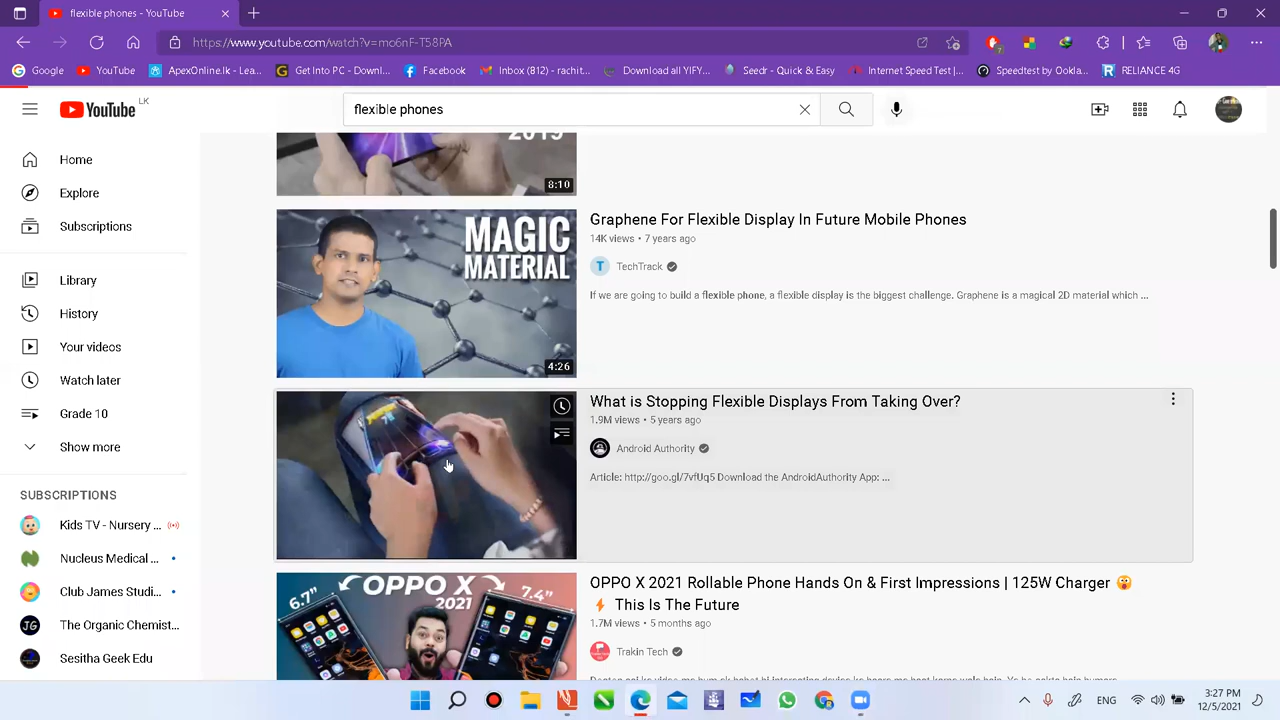 flexible phones - YouTube
https://www.youtube.com/watch?v=mo6nF-T58PA
Google
YouTube
ApexOnline.lk - Lea...
Get Into PC - Downl...
Facebook
Inbox (812) - rachit...
Download all YIFY...
Seedr - Quick & Easy
Internet Speed Test |...
Speedtest by Ookla...
RELIANCE 4G
YouTube LK
flexible phones
Home
Explore
Subscriptions
Library
History
Your videos
Watch later
Grade 10
Show more
SUBSCRIPTIONS
Kids TV - Nursery ...
Nucleus Medical ...
Club James Studi...
The Organic Chemist...
Sesitha Geek Edu
2019
8:10
MAGIC
MATERIAL
4:26
Graphene For Flexible Display In Future Mobile Phones
14K views • 7 years ago
T TechTrack
If we are going to build a flexible phone, a flexible display is the biggest challenge. Graphene is a magical 2D material which ...
What is Stopping Flexible Displays From Taking Over?
1.9M views • 5 years ago
Android Authority
Article: http://goo.gl/7vfUq5 Download the AndroidAuthority App: ...
OPPO X
2021
6.7"
7.4"
OPPO X 2021 Rollable Phone Hands On & First Impressions | 125W Charger 😱
⚡ This Is The Future
1.7M views • 5 months ago
Trakin Tech
ENG
3:27 PM
12/5/2021